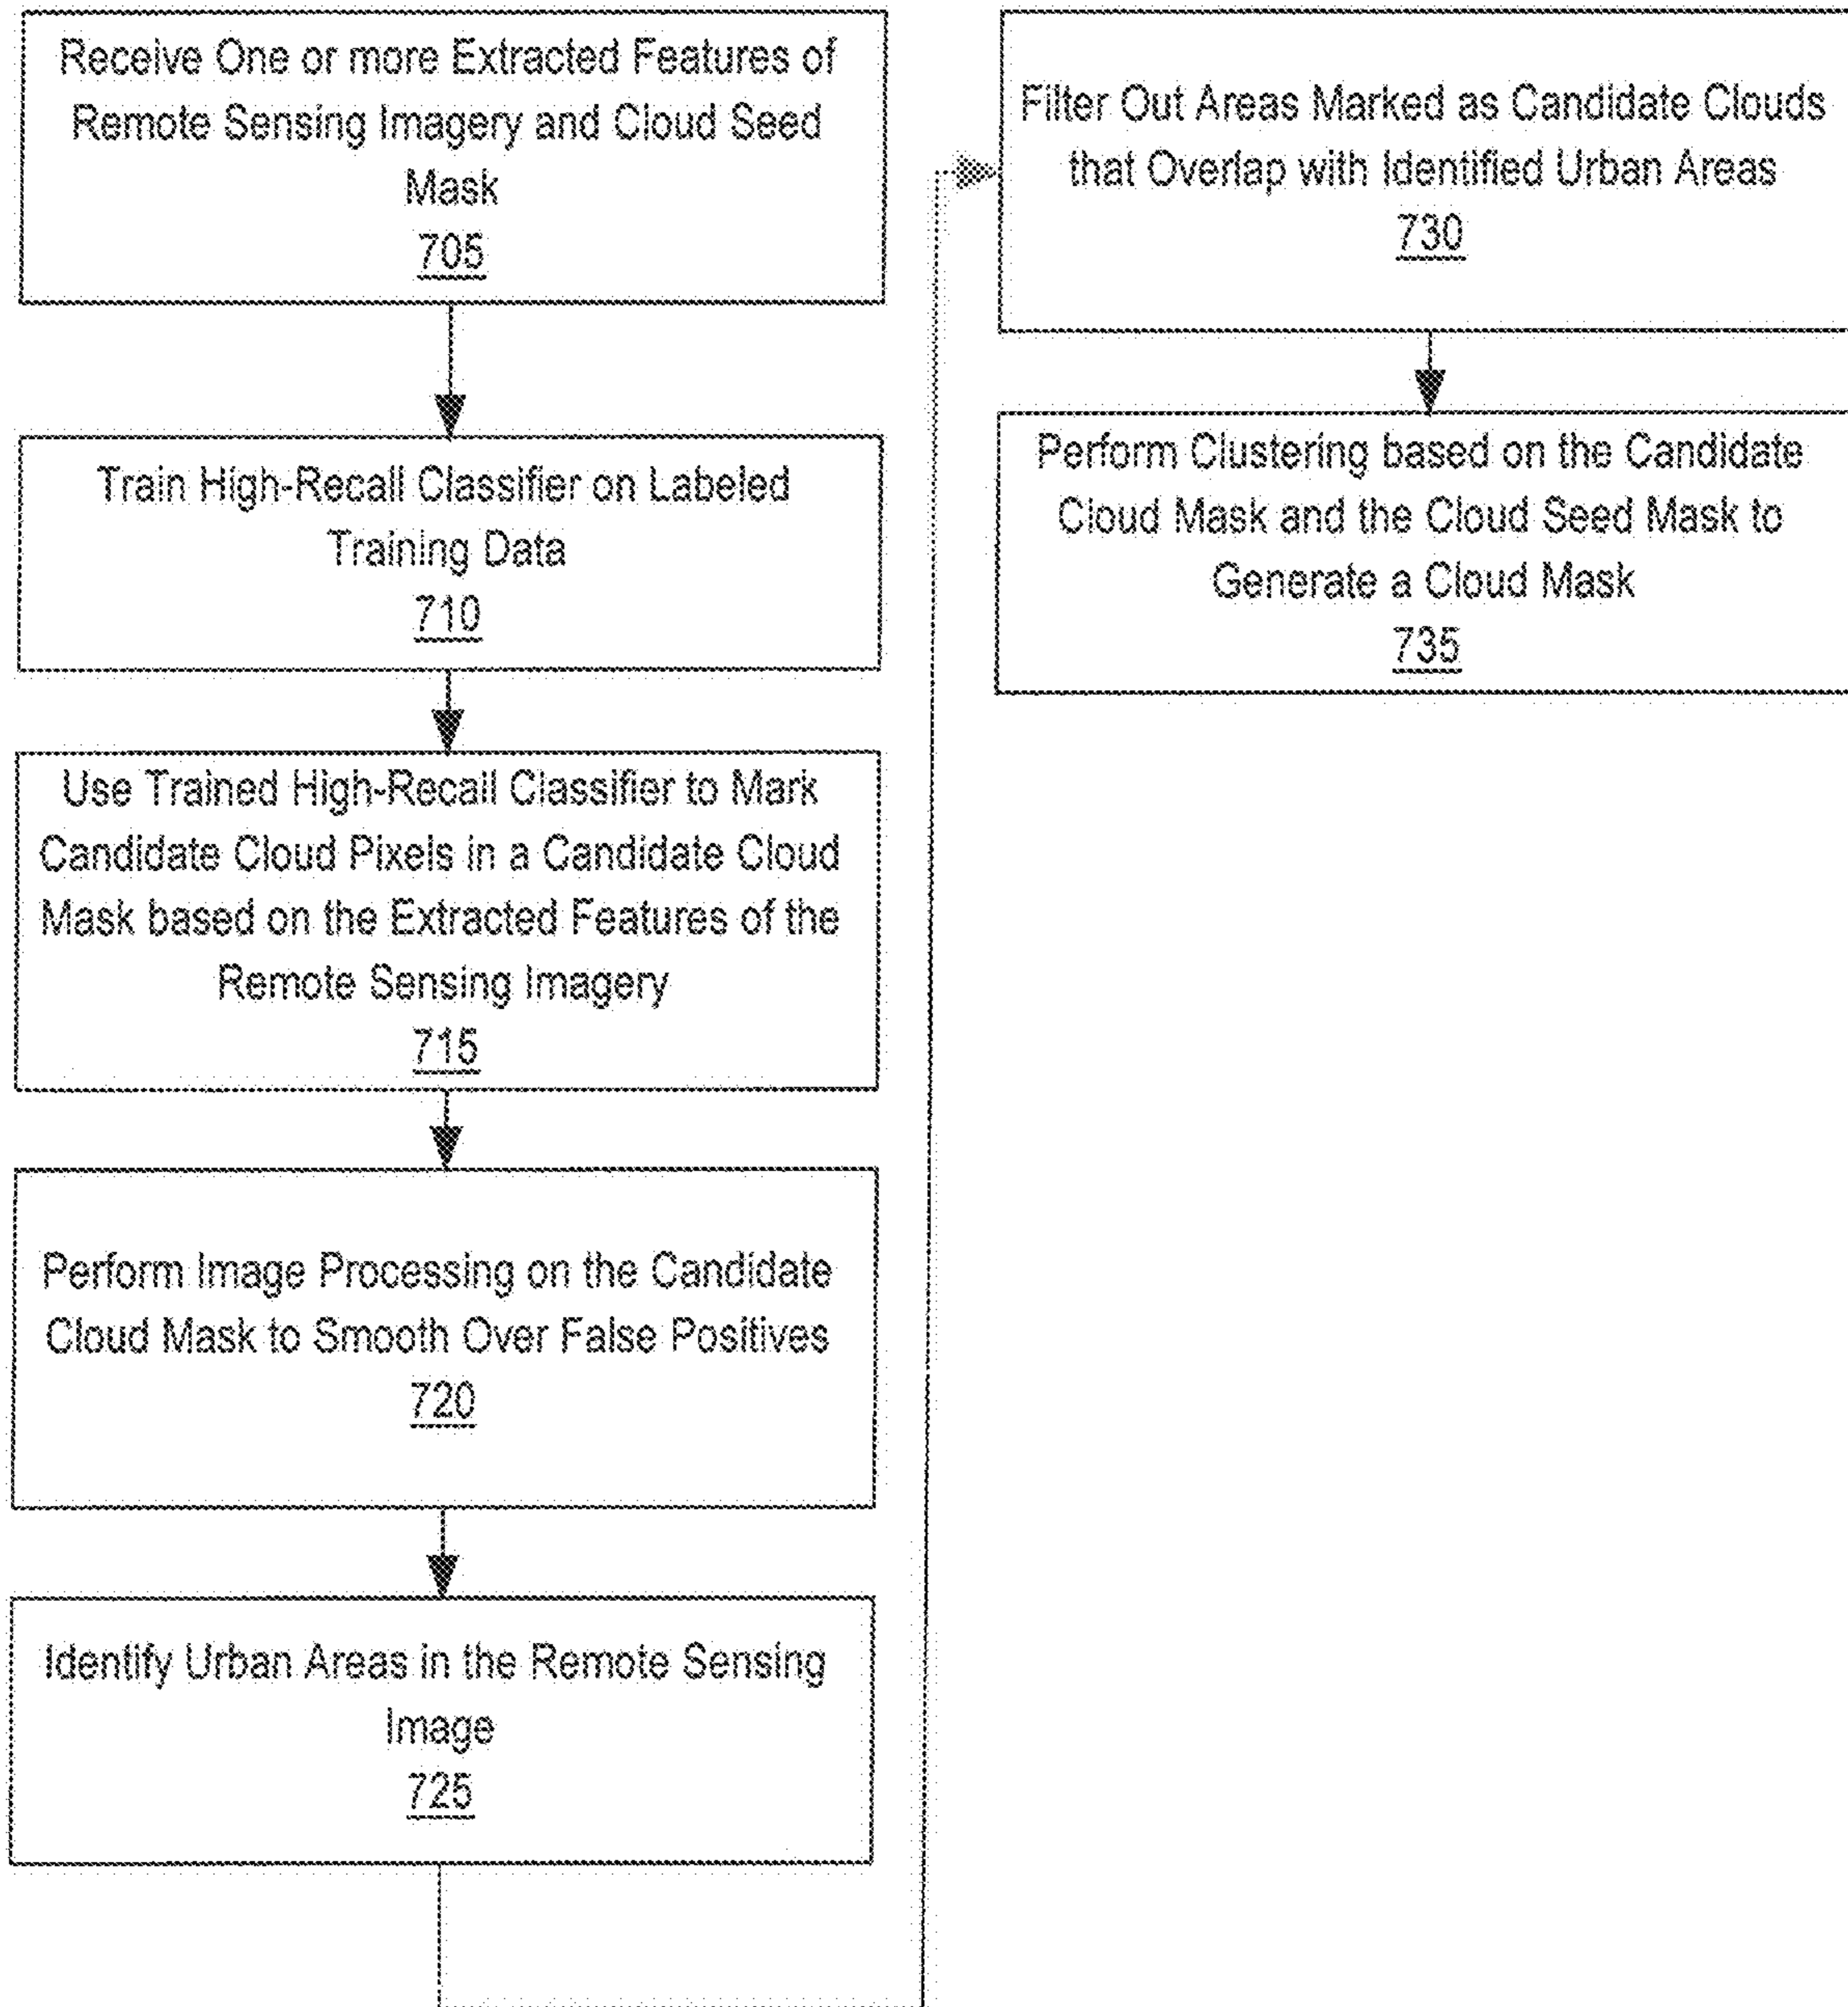 Receive One or more Extracted Features of
Remote Sensing Imagery and Cloud Seed
Mask
705
Train High-Recall Classifier on Labeled
Training Data
710
Use Trained High-Recall Classifier to Mark
Candidate Cloud Pixels in a Candidate Cloud
Mask based on the Extracted Features of the
Remote Sensing Imagery
715
Perform Image Processing on the Candidate
Cloud Mask to Smooth Over False Positives
720
Identify Urban Areas in the Remote Sensing
Image
725
Filter Out Areas Marked as Candidate Clouds
that Overlap with Identified Urban Areas
730
Perform Clustering based on the Candidate
Cloud Mask and the Cloud Seed Mask to
Generate a Cloud Mask
735